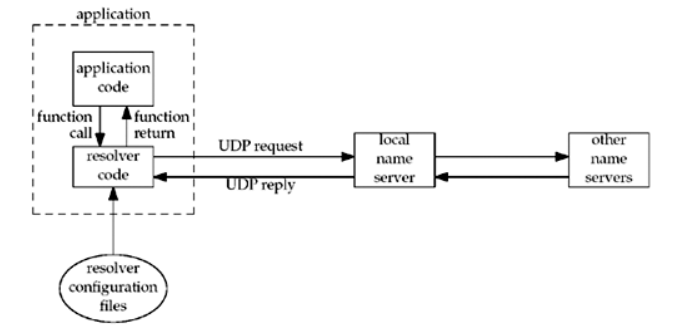 application
application
code
function
call
function
return
resolver
code
UDP request
UDP reply
local
name
server
other
name
servers
resolver
configuration
files